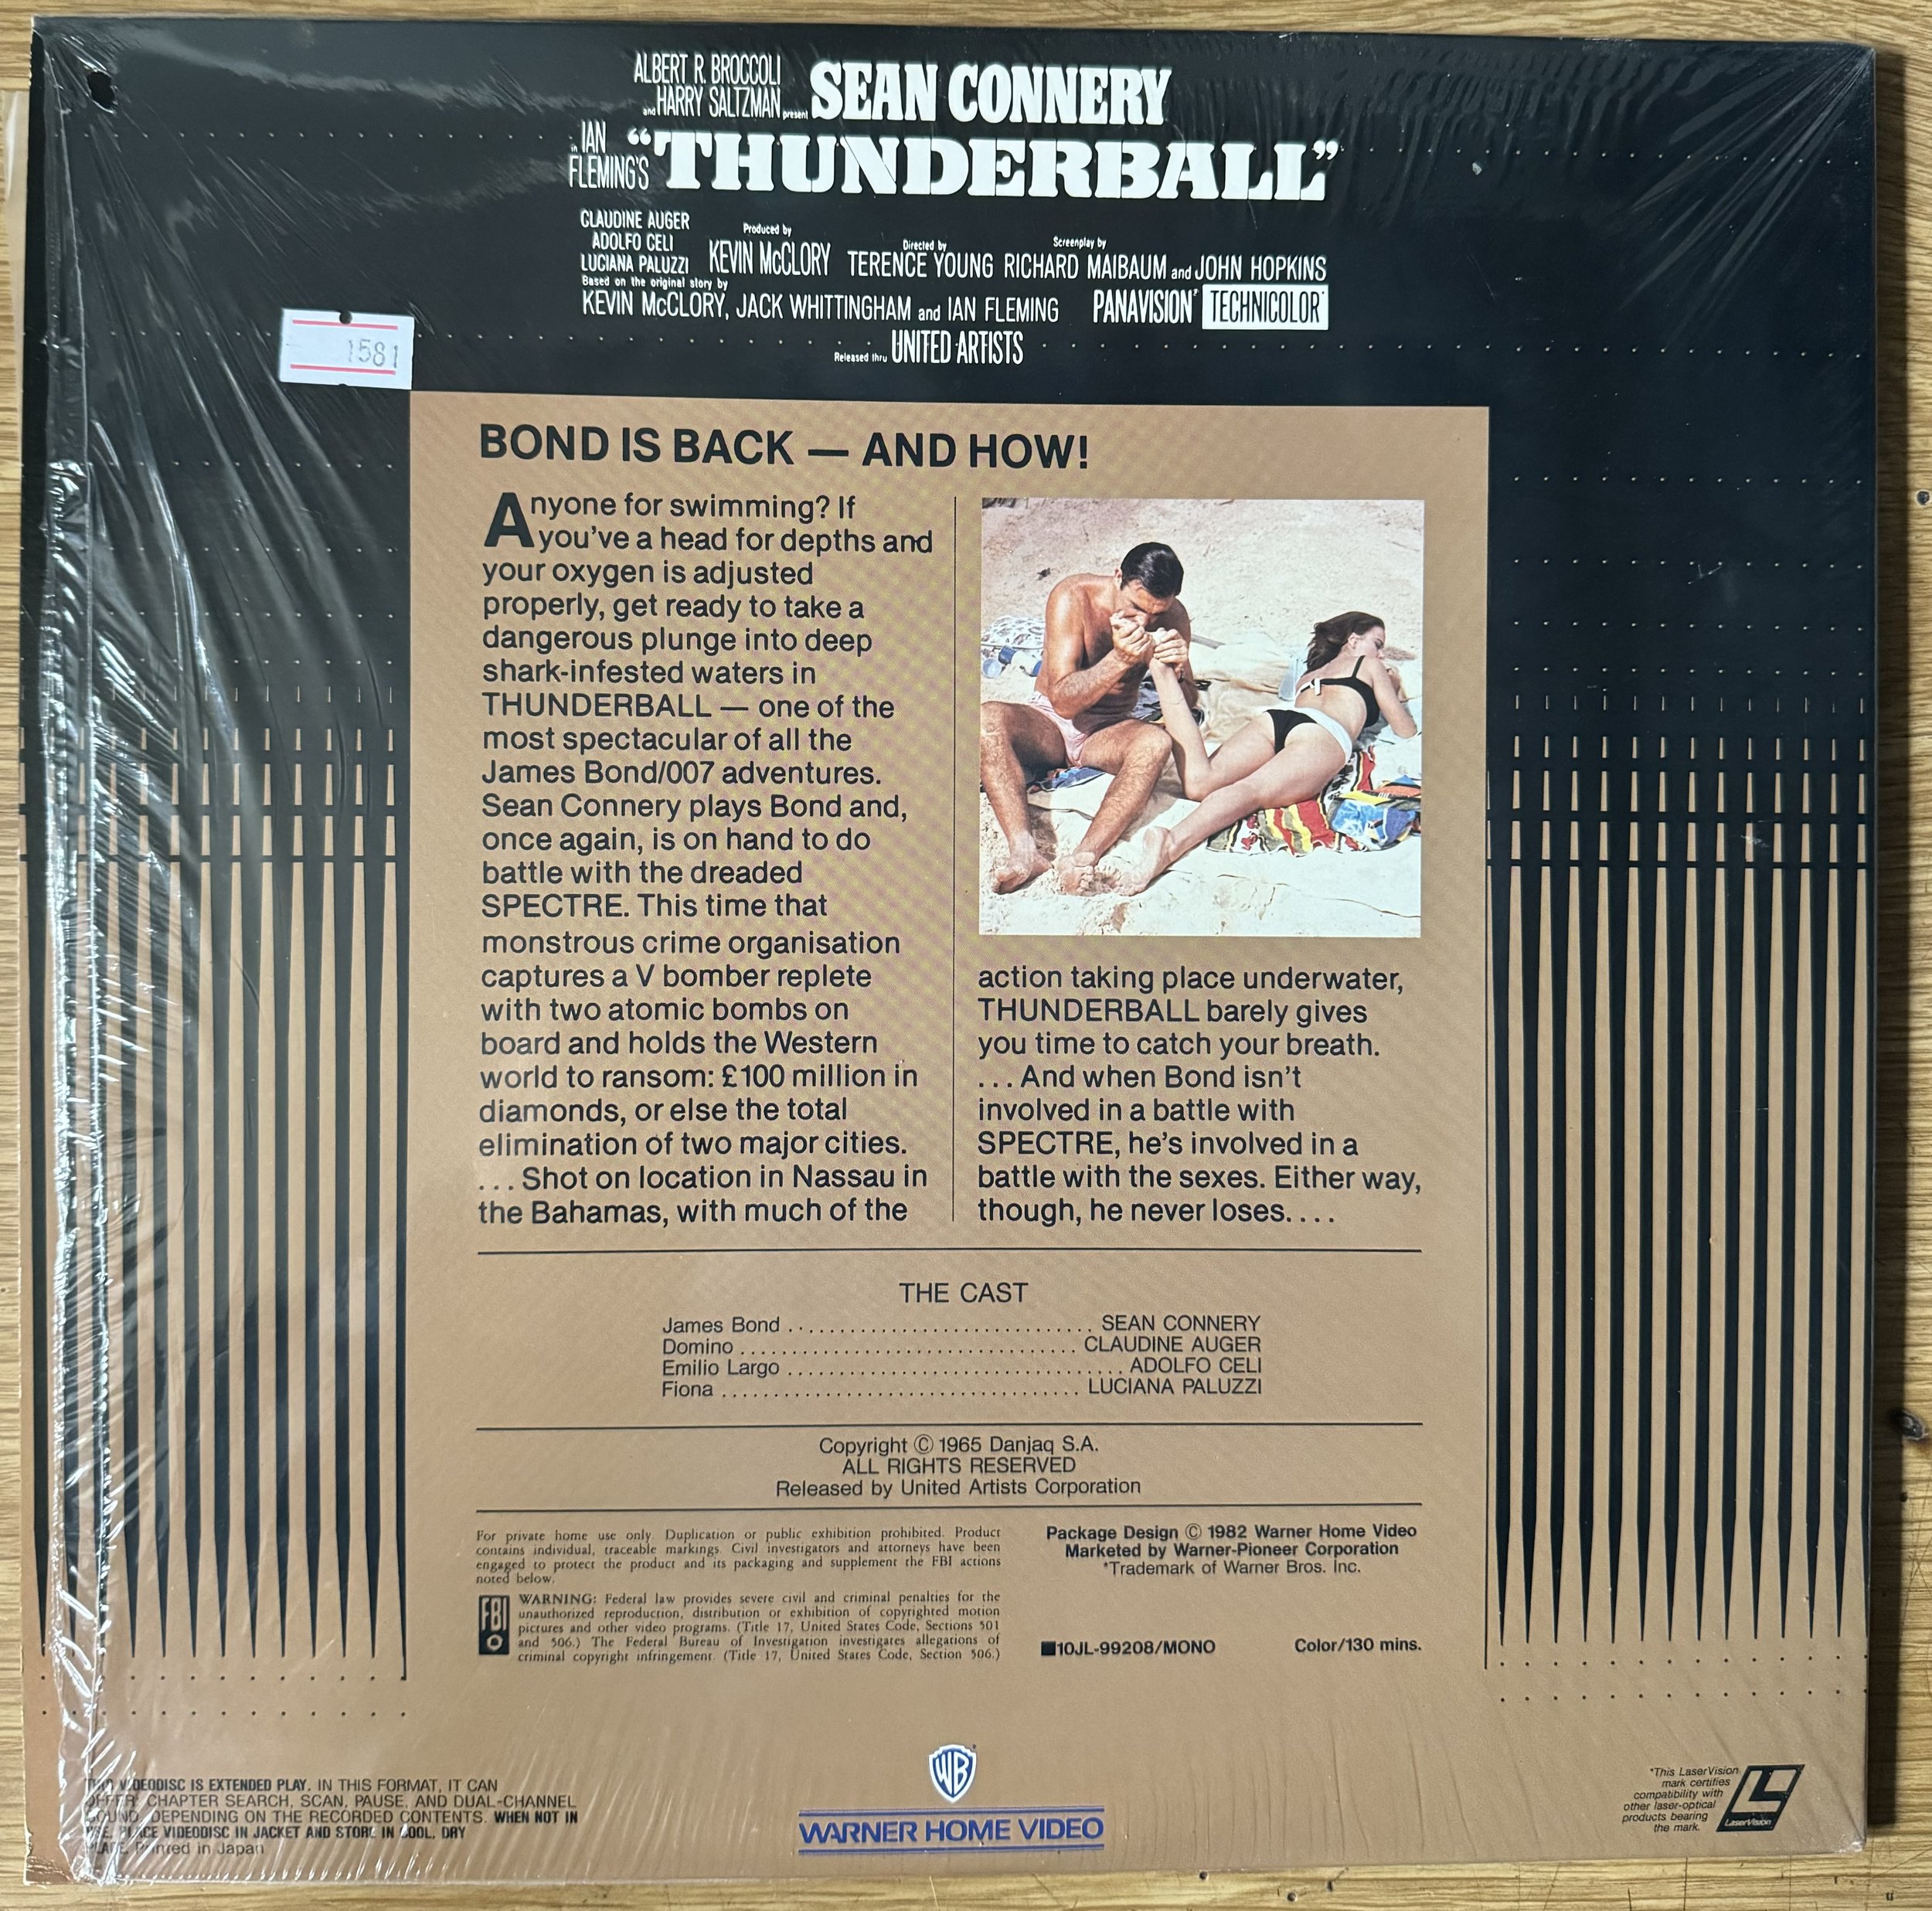 ALBERT R. BROCCOLI
and HARRY SALTZMAN present
SEAN CONNERY
in IAN
FLEMING'S
“THUNDERBALL”
CLAUDINE AUGER
ADOLFO CELI
LUCIANA PALUZZI
Produced by
KEVIN McCLORY
Directed by
TERENCE YOUNG
Screenplay by
RICHARD MAIBAUM and JOHN HOPKINS
Based on the original story by
KEVIN McCLORY, JACK WHITTINGHAM and IAN FLEMING
PANAVISION® TECHNICOLOR®
Released thru UNITED ARTISTS
1581
BOND IS BACK — AND HOW!
Anyone for swimming? If
you've a head for depths and
your oxygen is adjusted
properly, get ready to take a
dangerous plunge into deep
shark-infested waters in
THUNDERBALL — one of the
most spectacular of all the
James Bond/007 adventures.
Sean Connery plays Bond and,
once again, is on hand to do
battle with the dreaded
SPECTRE. This time that
monstrous crime organisation
captures a V bomber replete
with two atomic bombs on
board and holds the Western
world to ransom: £100 million in
diamonds, or else the total
elimination of two major cities.
. . . Shot on location in Nassau in
the Bahamas, with much of the
action taking place underwater,
THUNDERBALL barely gives
you time to catch your breath.
. . . And when Bond isn't
involved in a battle with
SPECTRE, he's involved in a
battle with the sexes. Either way,
though, he never loses. . . .
THE CAST
James Bond . . . . . . . . . . . . . . . . . . . . SEAN CONNERY
Domino . . . . . . . . . . . . . . . . . . . . CLAUDINE AUGER
Emilio Largo . . . . . . . . . . . . . . . . . . . . ADOLFO CELI
Fiona . . . . . . . . . . . . . . . . . . . . LUCIANA PALUZZI
Copyright © 1965 Danjaq S.A.
ALL RIGHTS RESERVED
Released by United Artists Corporation
For private home use only. Duplication or public exhibition prohibited. Product
contains individual, traceable markings. Civil investigators and attorneys have been
engaged to protect the product and its packaging and supplement the FBI actions
noted below.
FBI
WARNING: Federal law provides severe civil and criminal penalties for the
unauthorized reproduction, distribution or exhibition of copyrighted motion
pictures and other video programs. (Title 17, United States Code, Sections 501
and 506.) The Federal Bureau of Investigation investigates allegations of
criminal copyright infringement. (Title 17, United States Code, Section 506.)
Package Design © 1982 Warner Home Video
Marketed by Warner-Pioneer Corporation
*Trademark of Warner Bros. Inc.
■10JL-99208/MONO
Color/130 mins.
VIDEODISC IS EXTENDED PLAY. IN THIS FORMAT, IT CAN
OFFER: CHAPTER SEARCH, SCAN, PAUSE, AND DUAL-CHANNEL
SOUND, DEPENDING ON THE RECORDED CONTENTS. WHEN NOT IN
USE, PLACE VIDEODISC IN JACKET AND STORE IN COOL, DRY
PLACE. Printed in Japan
WB
WARNER HOME VIDEO
*This LaserVision
mark certifies
compatibility with
other laser-optical
products bearing
the mark.
LaserVision